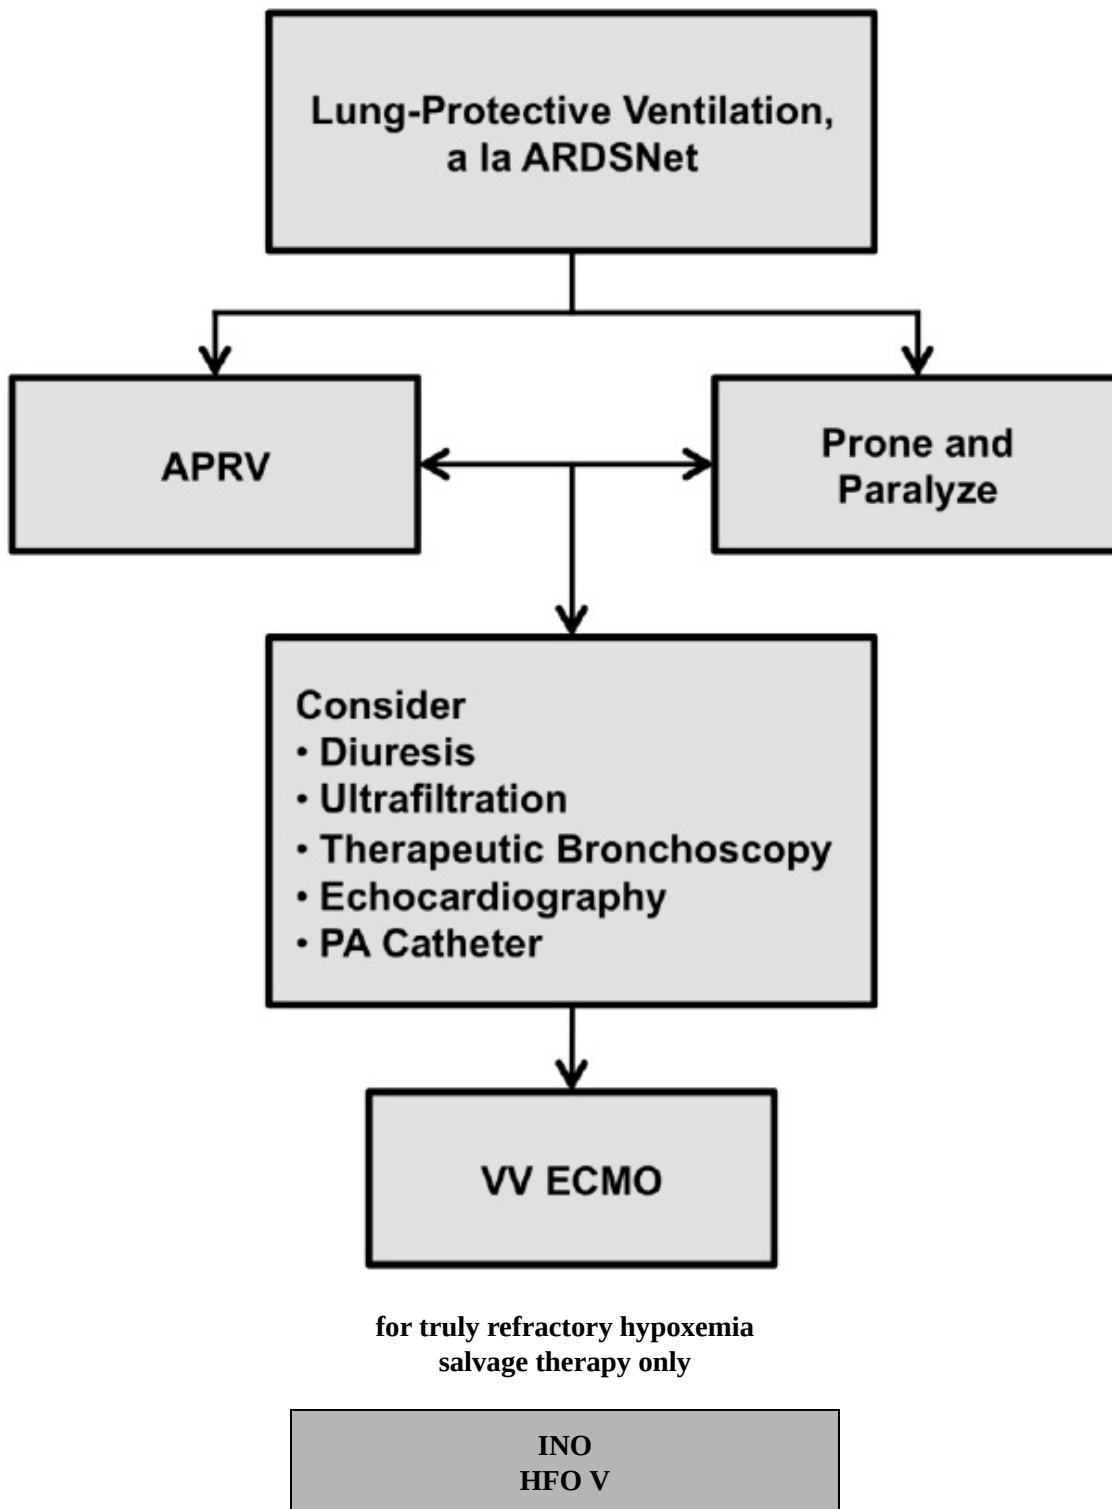 Lung-Protective Ventilation,
a la ARDSNet
APRV
Prone and
Paralyze
Consider
• Diuresis
• Ultrafiltration
• Therapeutic Bronchoscopy
• Echocardiography
• PA Catheter
VV ECMO
for truly refractory hypoxemia
salvage therapy only
INO
HFO V